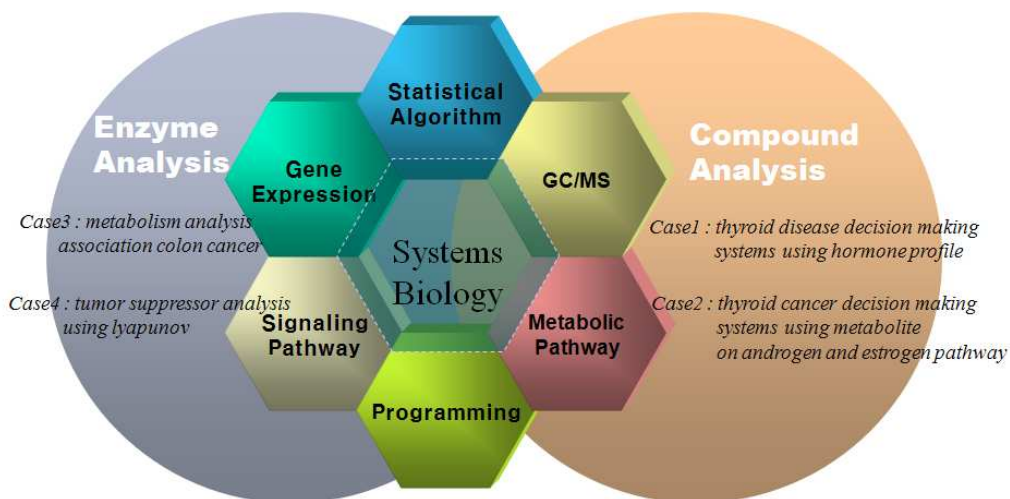 Enzyme
Analysis
Case3 : metabolism analysis
association colon cancer
Case4 : tumor suppressor analysis
using lyapunov
Statistical
Algorithm
Gene
Expression
GC/MS
Systems
Biology
Signaling
Pathway
Metabolic
Pathway
Programming
Compound
Analysis
Case1 : thyroid disease decision making
systems using hormone profile
Case2 : thyroid cancer decision making
systems using metabolite
on androgen and estrogen pathway